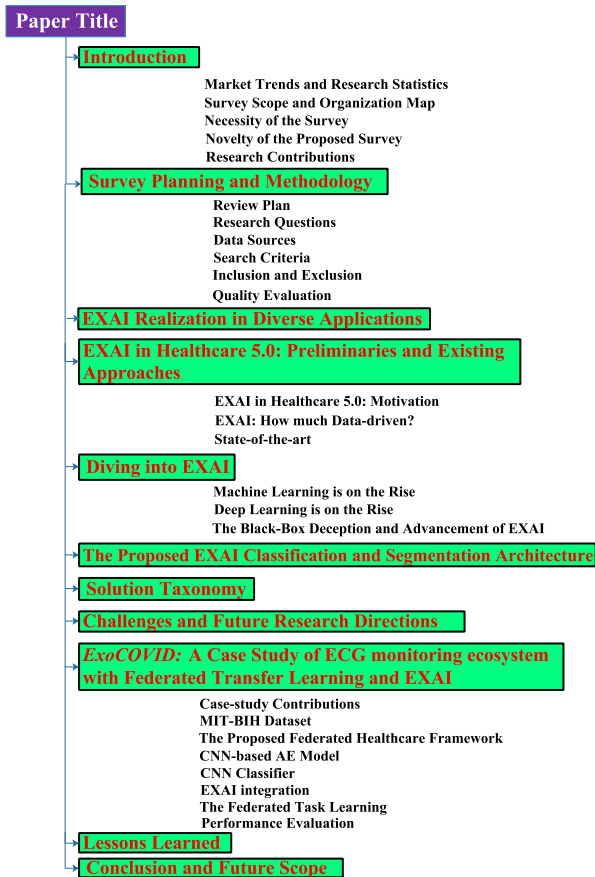 Paper Title
Introduction
Market Trends and Research Statistics
Survey Scope and Organization Map
Necessity of the Survey
Novelty of the Proposed Survey
Research Contributions
Survey Planning and Methodology
Review Plan
Research Questions
Data Sources
Search Criteria
Inclusion and Exclusion
Quality Evaluation
EXAI Realization in Diverse Applications
EXAI in Healthcare 5.0: Preliminaries and Existing
Approaches
EXAI in Healthcare 5.0: Motivation
EXAI: How much Data-driven?
State-of-the-art
Diving into EXAI
Machine Learning is on the Rise
Deep Learning is on the Rise
The Black-Box Deception and Advancement of EXAI
The Proposed EXAI Classification and Segmentation Architecture
Solution Taxonomy
Challenges and Future Research Directions
ExoCOVID: A Case Study of ECG monitoring ecosystem
with Federated Transfer Learning and EXAI
Case-study Contributions
MIT-BIH Dataset
The Proposed Federated Healthcare Framework
CNN-based AE Model
CNN Classifier
EXAI integration
The Federated Task Learning
Performance Evaluation
Lessons Learned
Conclusion and Future Scope